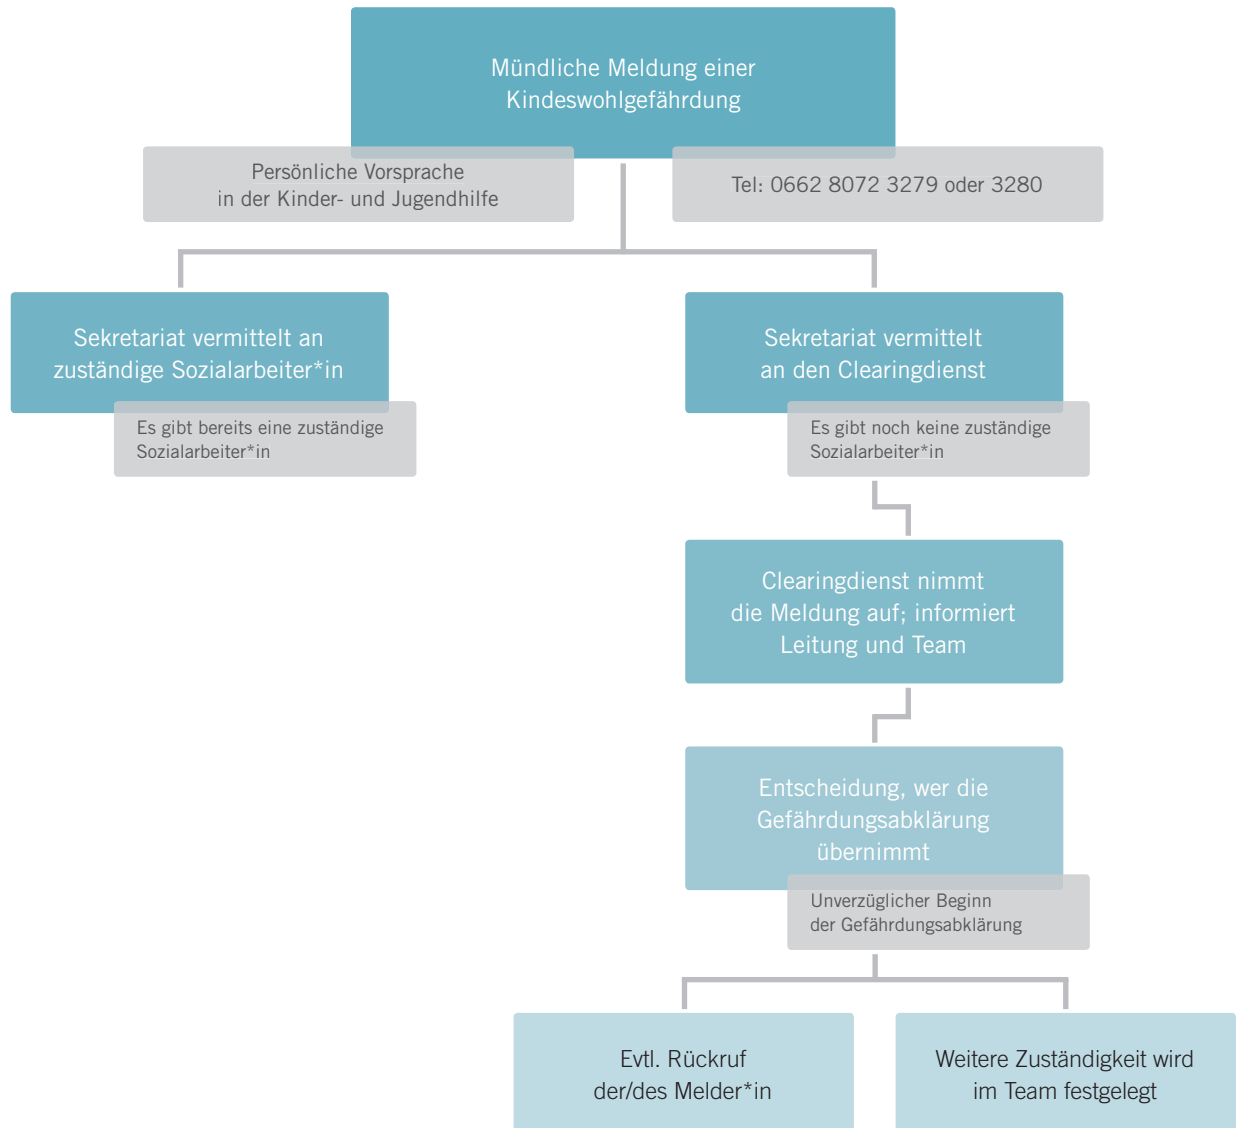 Mündliche Meldung einer
Kindeswohlgefährdung
Persönliche Vorsprache
in der Kinder- und Jugendhilfe
Tel: 0662 8072 3279 oder 3280
Sekretariat vermittelt an
zuständige Sozialarbeiter*in
Es gibt bereits eine zuständige
Sozialarbeiter*in
Sekretariat vermittelt
an den Clearingdienst
Es gibt noch keine zuständige
Sozialarbeiter*in
Clearingdienst nimmt
die Meldung auf; informiert
Leitung und Team
Entscheidung, wer die
Gefährdungsabklärung
übernimmt
Unverzüglicher Beginn
der Gefährdungsabklärung
Evtl. Rückruf
der/des Melder*in
Weitere Zuständigkeit wird
im Team festgelegt